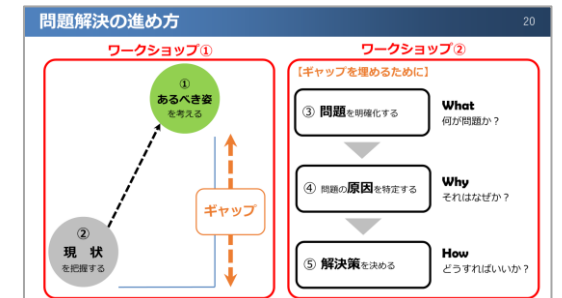 問題解決の進め方
20
ワークショップ①
①
あるべき姿
を考える
ギャップ
②
現 状
を把握する
ワークショップ②
【ギャップを埋めるために】
③ 問題を明確化する
What
何が問題か？
④ 問題の原因を特定する
Why
それはなぜか？
⑤ 解決策を決める
How
どうすればいいか？